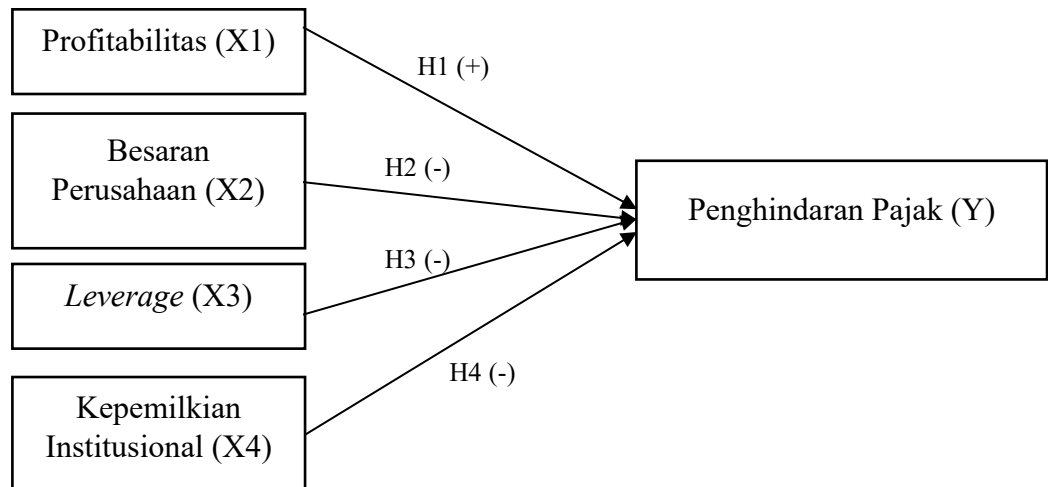 Profitabilitas (X1)
H1 (+)
Besaran
Perusahaan (X2)
H2 (-)
Penghindaran Pajak (Y)
Leverage (X3)
H3 (-)
H4 (-)
Kepemilkian
Institusional (X4)